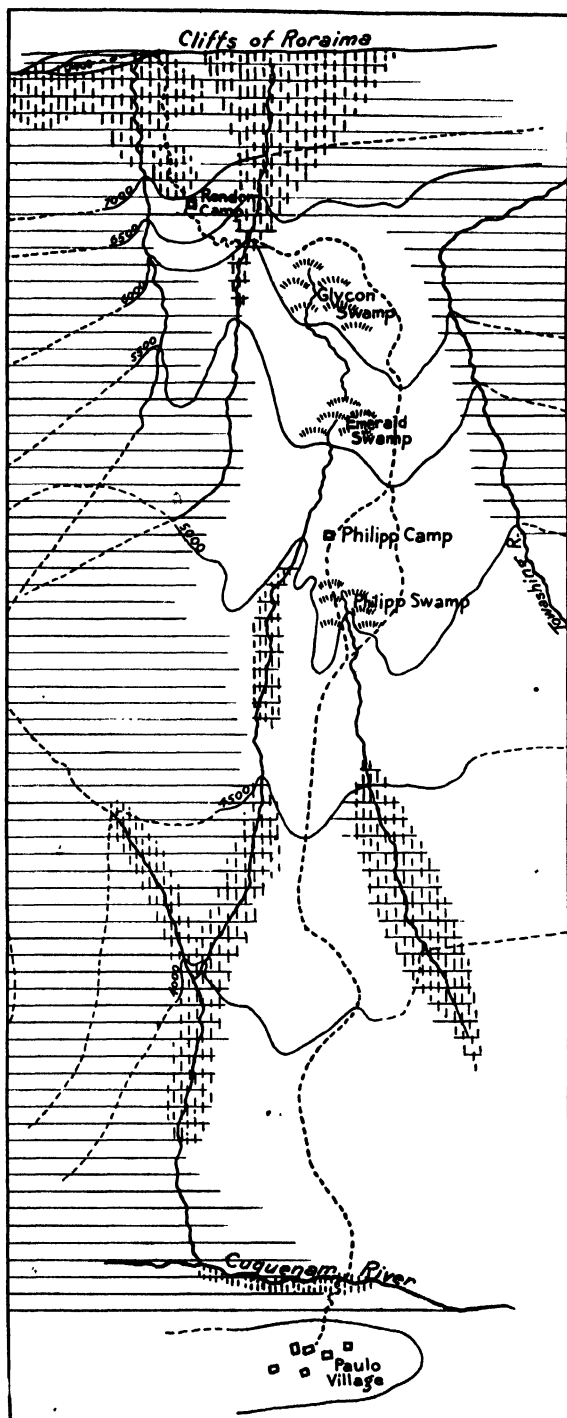 Cliffs of Roraima
7000
Rondon
Camp
6500
6000
Glycon
Swamp
5500
Emerald
Swamp
5000
Philipp Camp
Towashing R.
Philipp Swamp
4500
4000
Cuquenam River
Paulo
Village